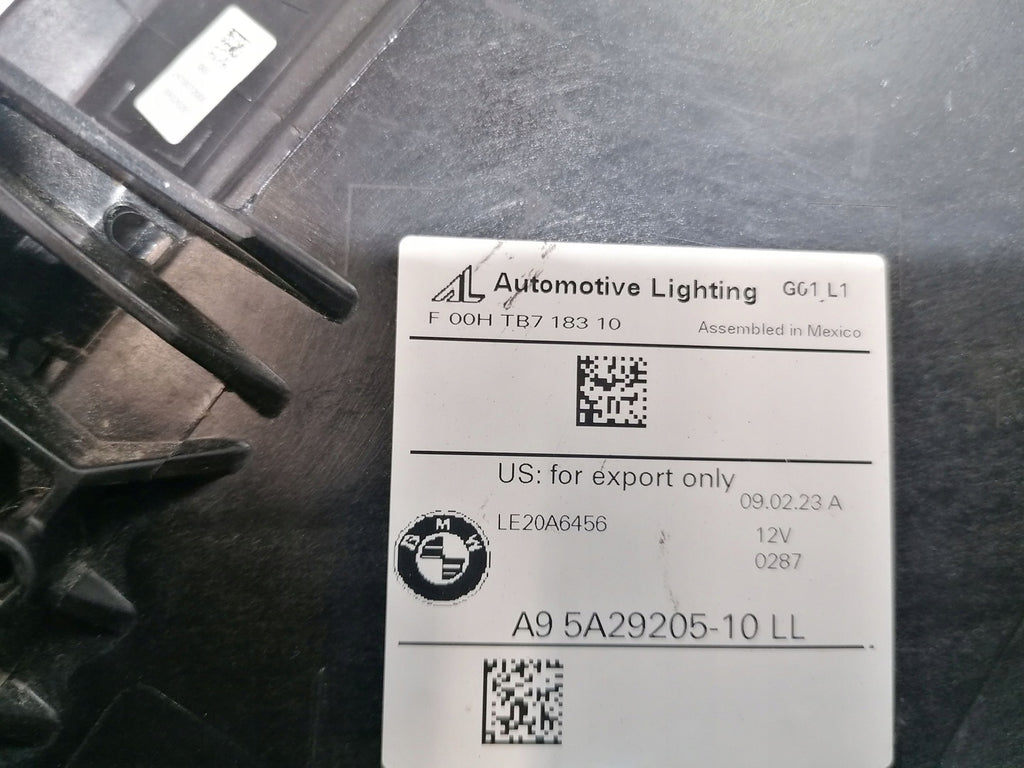 Automotive Lighting G01 L1
F 00H TB7 183 10
Assembled in Mexico
US: for export only
09.02.23 A
LE20A6456
12V
0287
BMW
A9 5A29205-10 LL